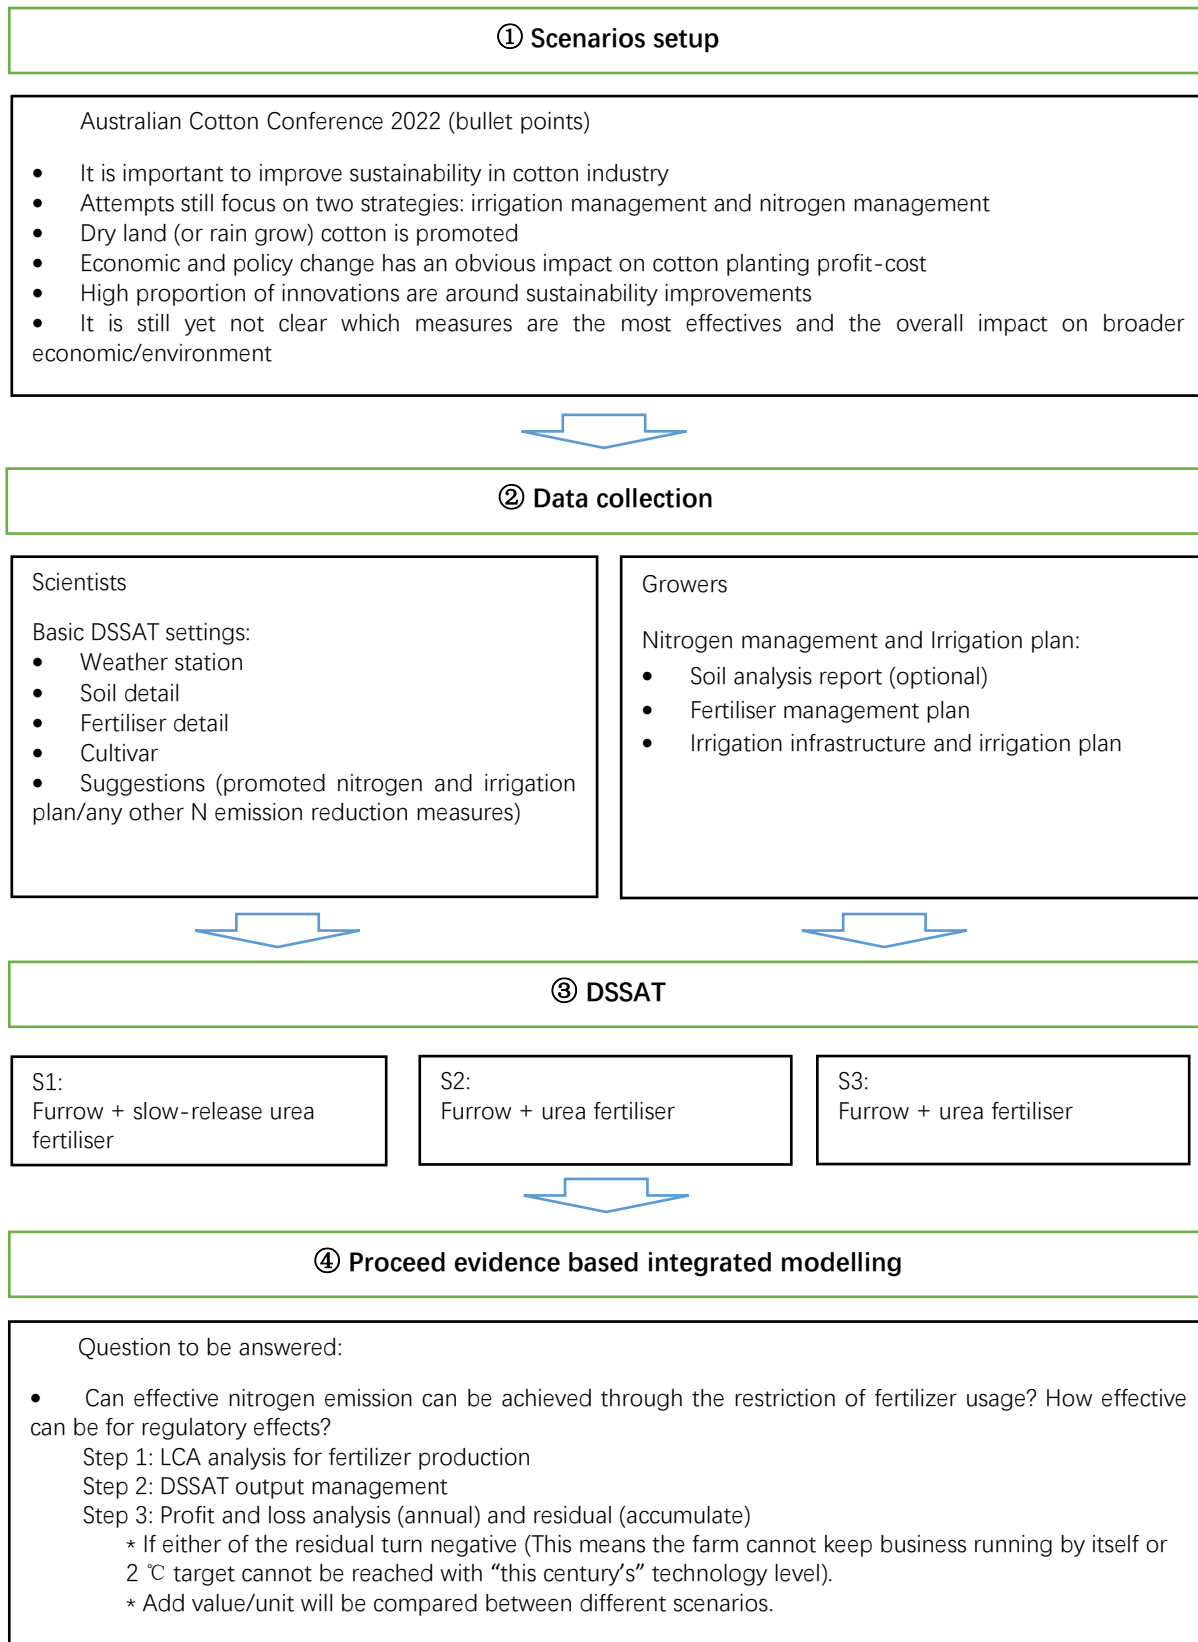 ① Scenarios setup
Australian Cotton Conference 2022 (bullet points)
• It is important to improve sustainability in cotton industry
• Attempts still focus on two strategies: irrigation management and nitrogen management
• Dry land (or rain grow) cotton is promoted
• Economic and policy change has an obvious impact on cotton planting profit-cost
• High proportion of innovations are around sustainability improvements
• It is still yet not clear which measures are the most effectives and the overall impact on broader
economic/environment
② Data collection
Scientists
Basic DSSAT settings:
• Weather station
• Soil detail
• Fertiliser detail
• Cultivar
• Suggestions (promoted nitrogen and irrigation
plan/any other N emission reduction measures)
Growers
Nitrogen management and Irrigation plan:
• Soil analysis report (optional)
• Fertiliser management plan
• Irrigation infrastructure and irrigation plan
③ DSSAT
S1:
Furrow + slow-release urea
fertiliser
S2:
Furrow + urea fertiliser
S3:
Furrow + urea fertiliser
④ Proceed evidence based integrated modelling
Question to be answered:
• Can effective nitrogen emission can be achieved through the restriction of fertilizer usage? How effective
can be for regulatory effects?
Step 1: LCA analysis for fertilizer production
Step 2: DSSAT output management
Step 3: Profit and loss analysis (annual) and residual (accumulate)
* If either of the residual turn negative (This means the farm cannot keep business running by itself or
2 ℃ target cannot be reached with “this century’s” technology level).
* Add value/unit will be compared between different scenarios.